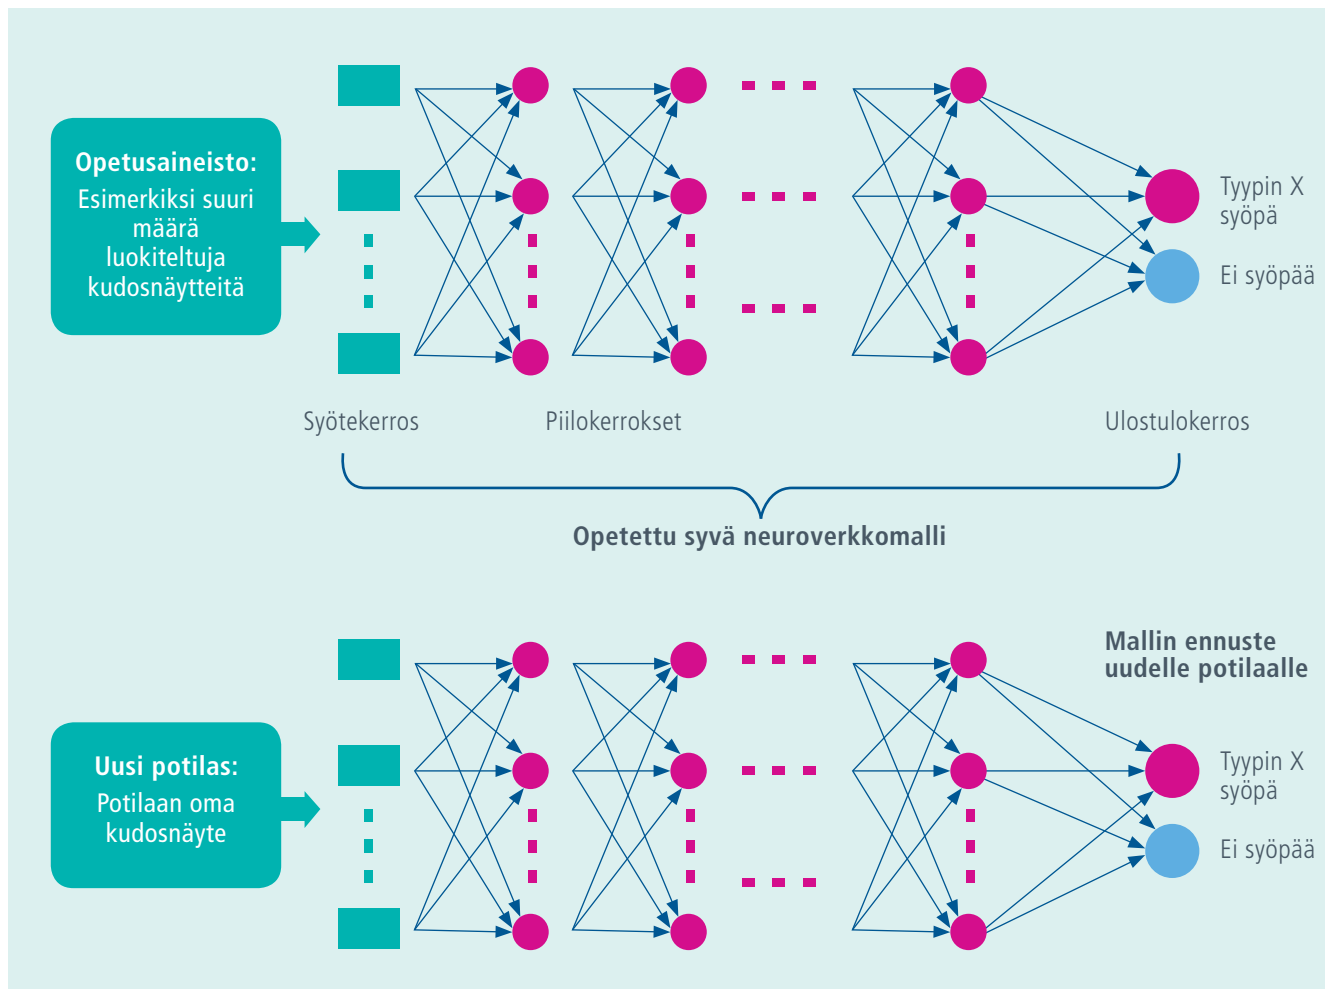 Opetusaineisto:
Esimerkiksi suuri
määrä
luokiteltuja
kudosnäytteitä
Tyypin X
syöpä
Ei syöpää
Syötekerros
Piilokerrokset
Ulostulokerros
Opetettu syvä neuroverkkomalli
Mallin ennuste
uudelle potilaalle
Uusi potilas:
Potilaan oma
kudosnäyte
Tyypin X
syöpä
Ei syöpää